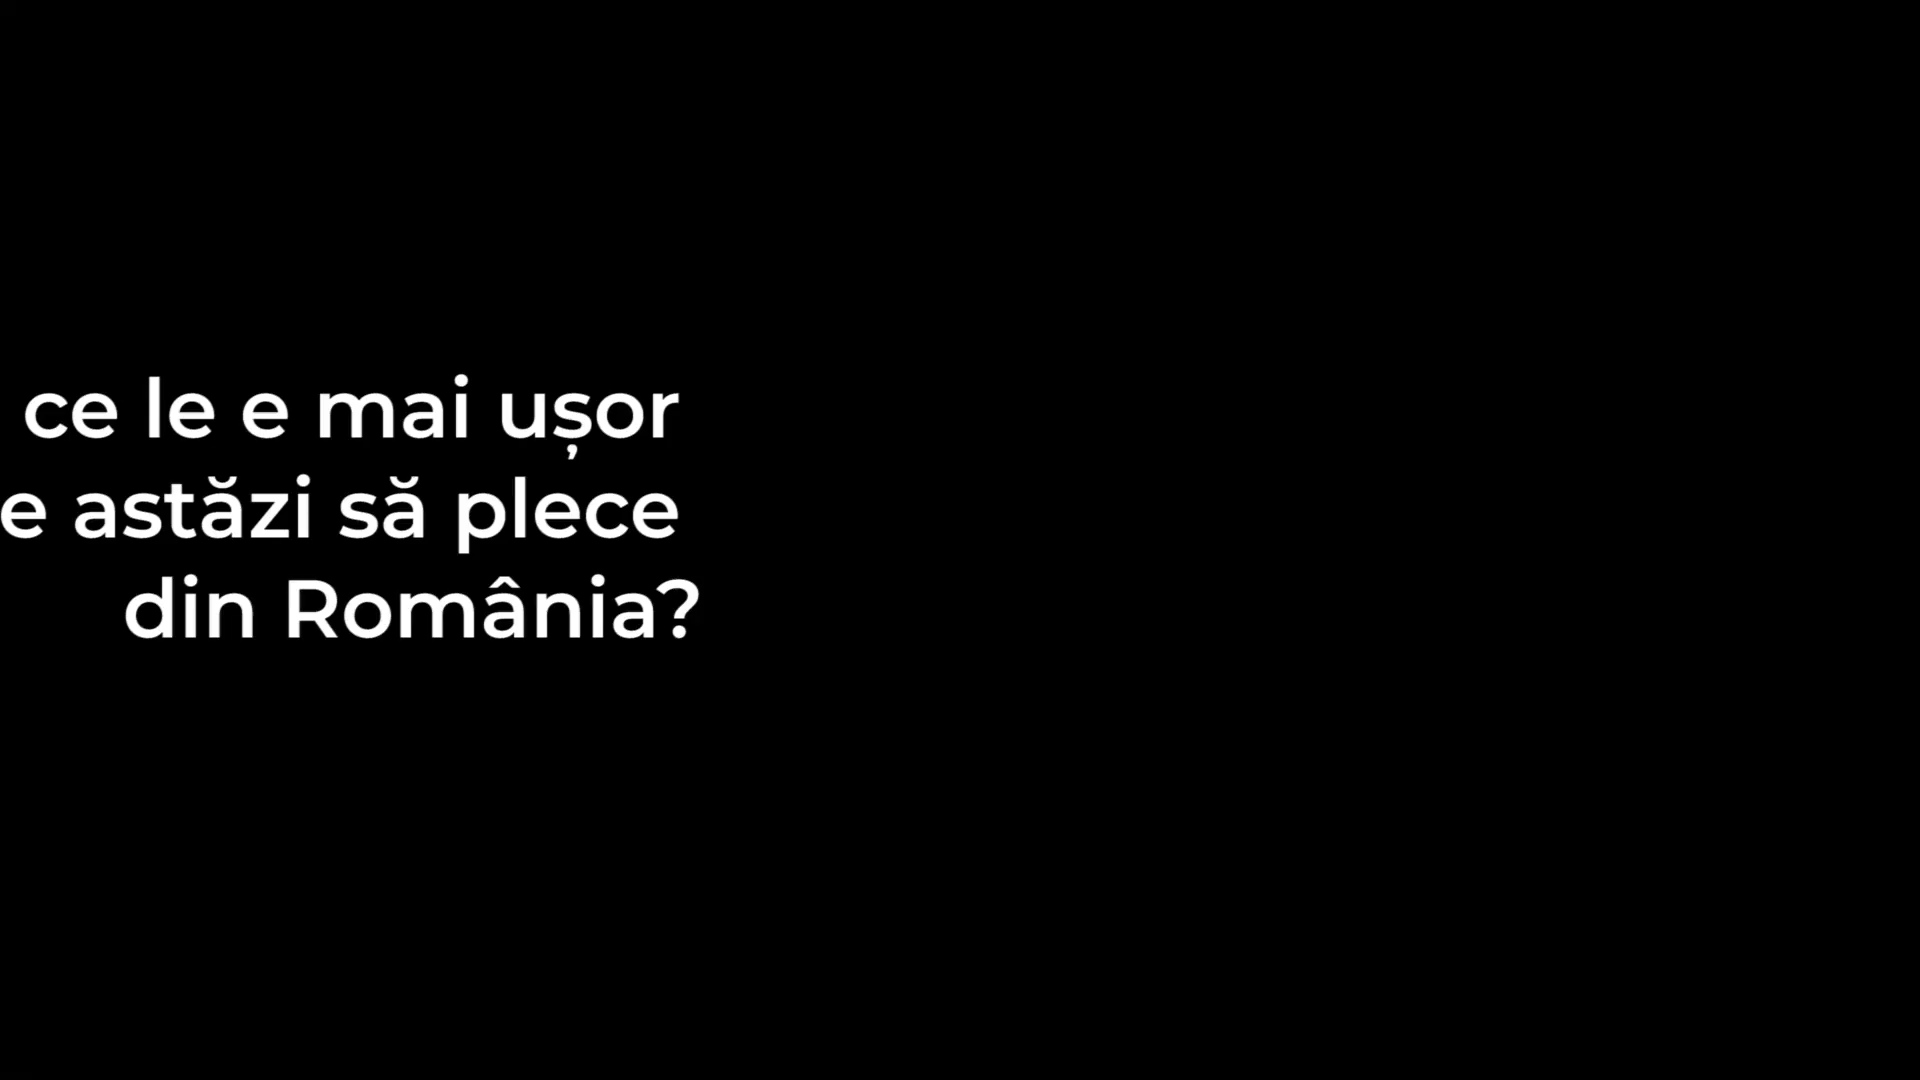 ce le e mai ușor
e astăzi să plece
din România?